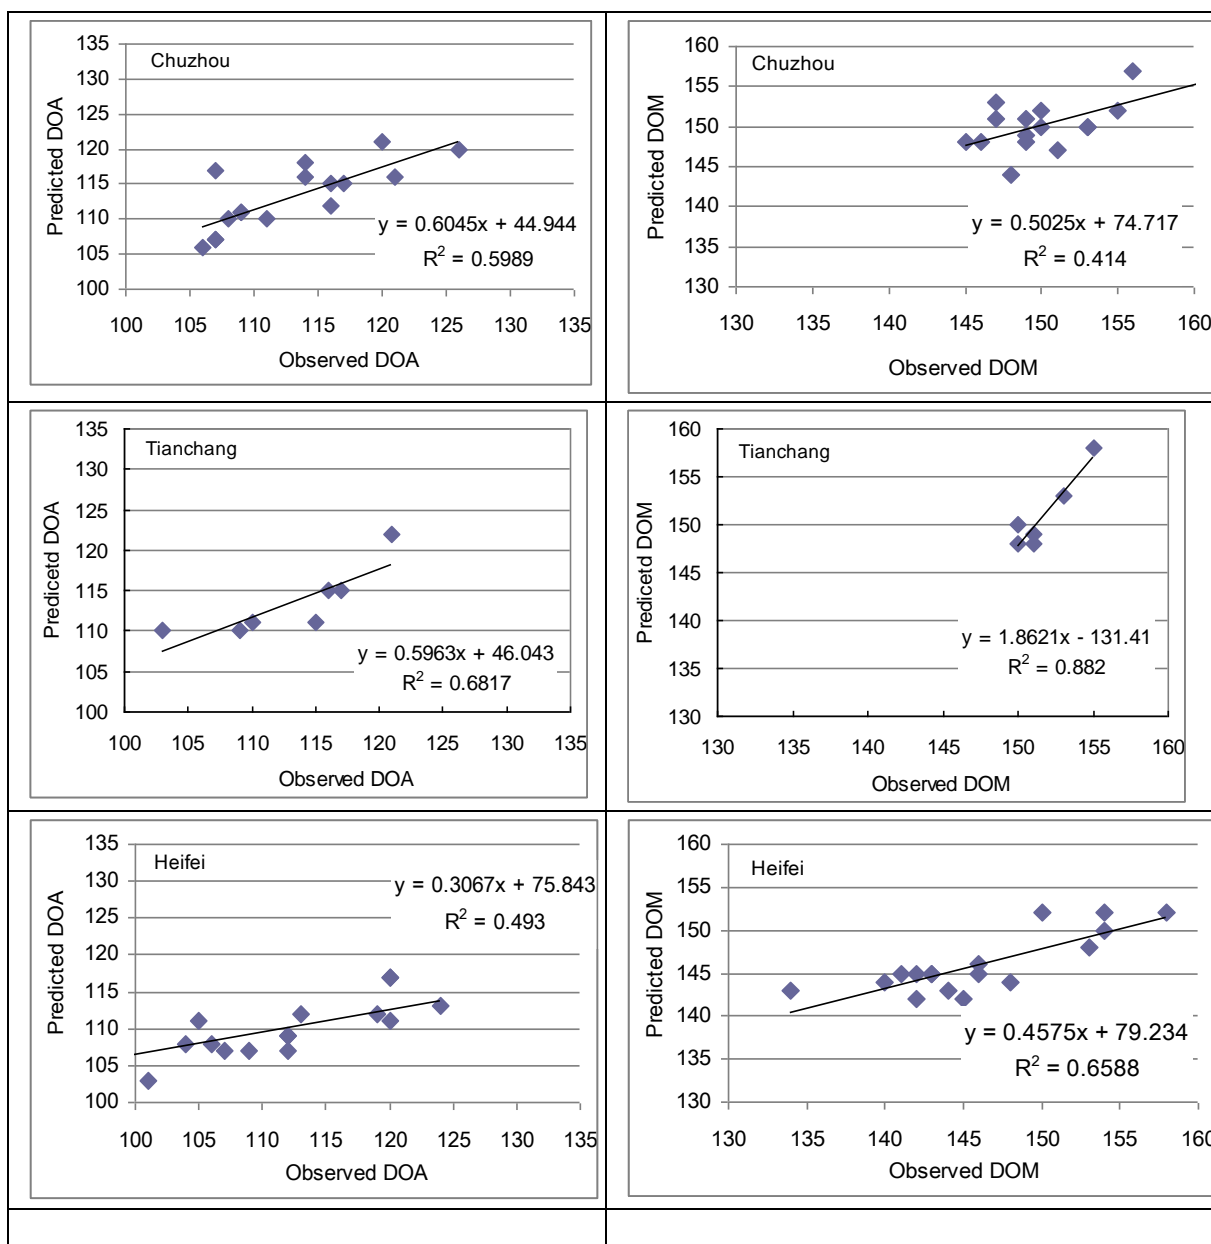 Chuzhou
Predicted DOA
135
130
125
120
115
110
105
100
y = 0.6045x + 44.944
R² = 0.5989
100 105 110 115 120 125 130 135
Observed DOA
Chuzhou
Predicted DOM
160
155
150
145
140
135
130
y = 0.5025x + 74.717
R² = 0.414
130 135 140 145 150 155 160
Observed DOM
Tianchang
Predicetd DOA
135
130
125
120
115
110
105
100
y = 0.5963x + 46.043
R² = 0.6817
100 105 110 115 120 125 130 135
Observed DOA
Tianchang
Predicetd DOM
160
155
150
145
140
135
130
y = 1.8621x - 131.41
R² = 0.882
130 135 140 145 150 155 160
Observed DOM
Heifei
Predicted DOA
135
130
125
120
115
110
105
100
y = 0.3067x + 75.843
R² = 0.493
100 105 110 115 120 125 130 135
Observed DOA
Heifei
Predicted DOM
160
155
150
145
140
135
130
y = 0.4575x + 79.234
R² = 0.6588
130 135 140 145 150 155 160
Observed DOM